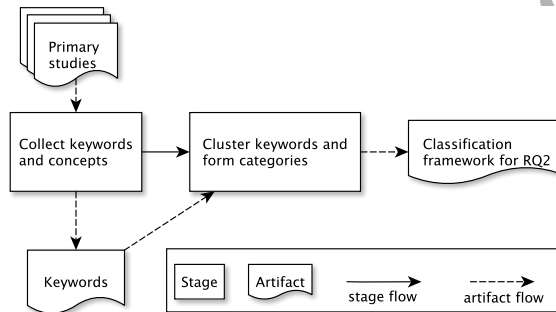 Primary
studies
Collect keywords
and concepts
Cluster keywords and
form categories
Classification
framework for RQ2
Keywords
Stage
Artifact
stage flow
artifact flow